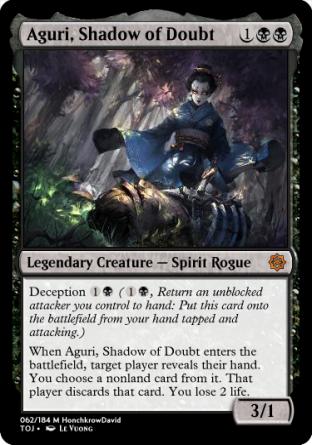 Aguri, Shadow of Doubt 1
Legendary Creature — Spirit Rogue
Deception 1 ( 1 , Return an unblocked
attacker you control to hand: Put this card onto
the battlefield from your hand tapped and
attacking.)
When Aguri, Shadow of Doubt enters the
battlefield, target player reveals their hand.
You choose a nonland card from it. That
player discards that card. You lose 2 life.
3/1
062/184 M HonchkrowDavid
TOJ • Le Vuong